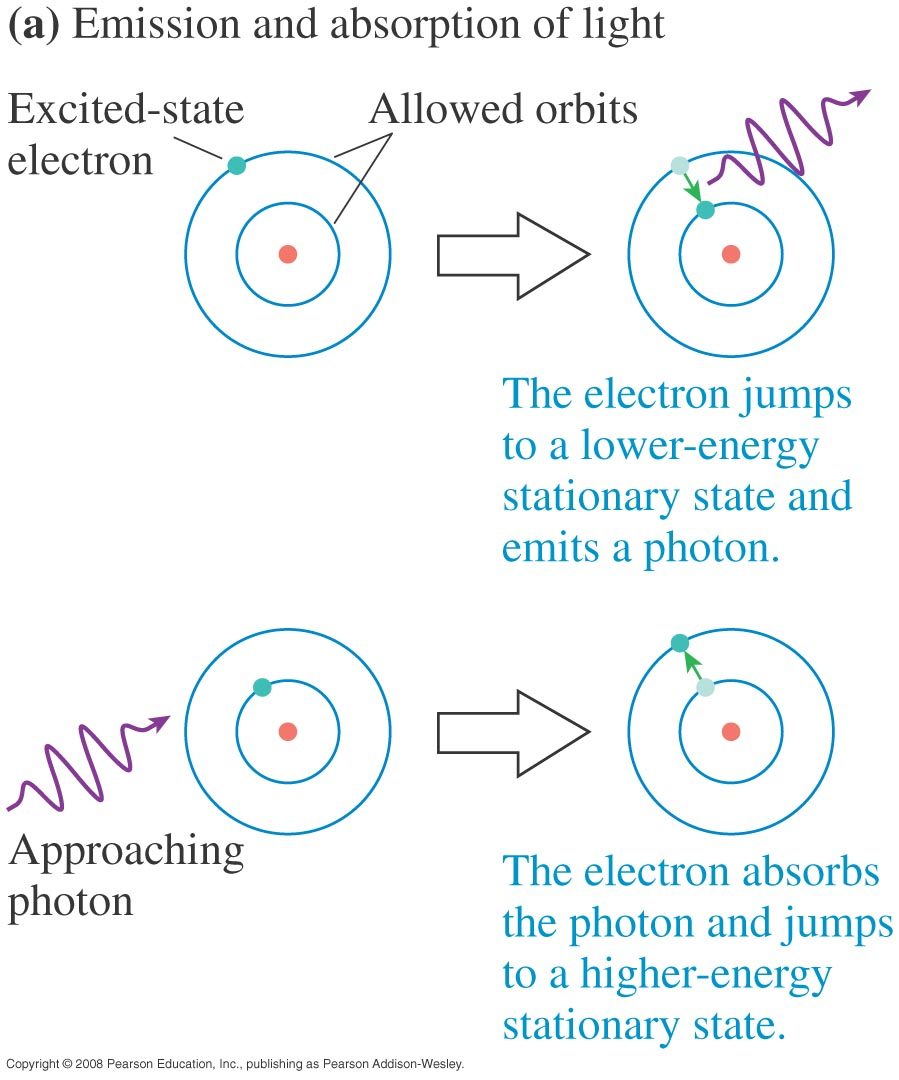 (a) Emission and absorption of light
Excited-state
electron
Allowed orbits
The electron jumps
to a lower-energy
stationary state and
emits a photon.
Approaching
photon
The electron absorbs
the photon and jumps
to a higher-energy
stationary state.
Copyright © 2008 Pearson Education, Inc., publishing as Pearson Addison-Wesley.